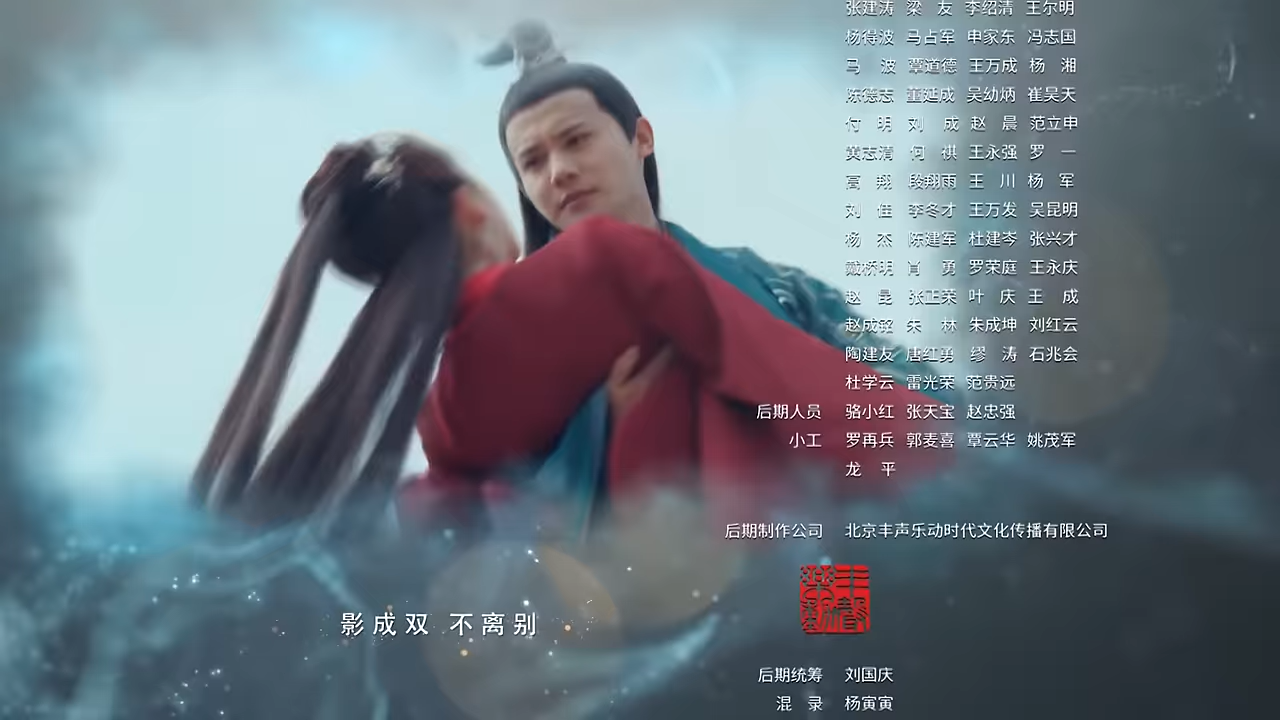 张建涛 梁 友 李绍清 王尔明
杨得波 马占军 申家东 冯志国
马 波 覃道德 王万成 杨 湘
陈德志 董延成 吴幼炳 崔昊天
付 明 刘 成 赵 晨 范立申
黄志清 何 祺 王永强 罗 一
高 翔 段翔雨 王 川 杨 军
刘 佳 李冬才 王万发 吴昆明
杨 杰 陈建军 杜建岑 张兴才
戴桥明 肖 勇 罗荣庭 王永庆
赵 昆 张正荣 叶 庆 王 成
赵成铭 朱 林 朱成坤 刘红云
陶建友 唐红勇 缪 涛 石兆会
杜学云 雷光荣 范贵远
后期人员 骆小红 张天宝 赵忠强
小工 罗再兵 郭麦喜 覃云华 姚茂军
龙 平
后期制作公司 北京丰声乐动时代文化传播有限公司
影成双 不离别
后期统筹 刘国庆
混 录 杨寅寅